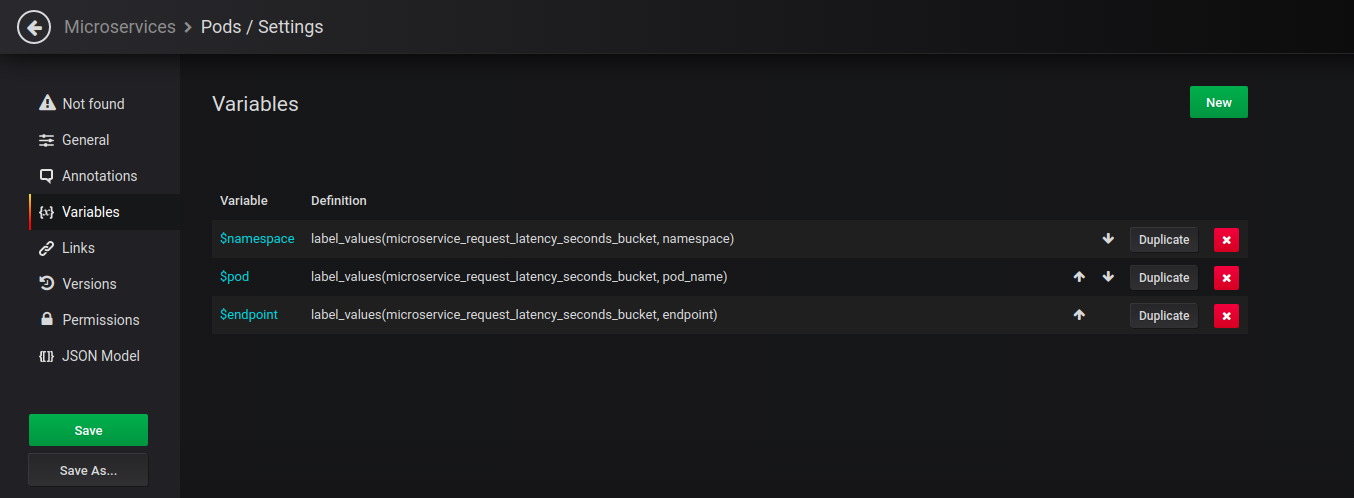 Microservices > Pods / Settings
Not found
General
Annotations
Variables
Links
Versions
Permissions
JSON Model
Save
Save As...
Variables
New
Variable Definition
$namespace label_values(microservice_request_latency_seconds_bucket, namespace) Duplicate
$pod label_values(microservice_request_latency_seconds_bucket, pod_name) Duplicate
$endpoint label_values(microservice_request_latency_seconds_bucket, endpoint) Duplicate